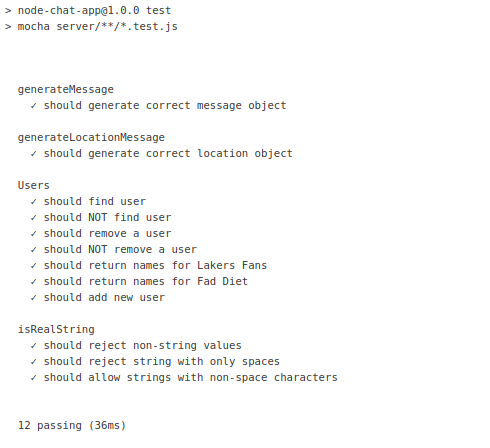 > node-chat-app@1.0.0 test
> mocha server/**/*.test.js
generateMessage
✓ should generate correct message object
generateLocationMessage
✓ should generate correct location object
Users
✓ should find user
✓ should NOT find user
✓ should remove a user
✓ should NOT remove a user
✓ should return names for Lakers Fans
✓ should return names for Fad Diet
✓ should add new user
isRealString
✓ should reject non-string values
✓ should reject string with only spaces
✓ should allow strings with non-space characters
12 passing (36ms)